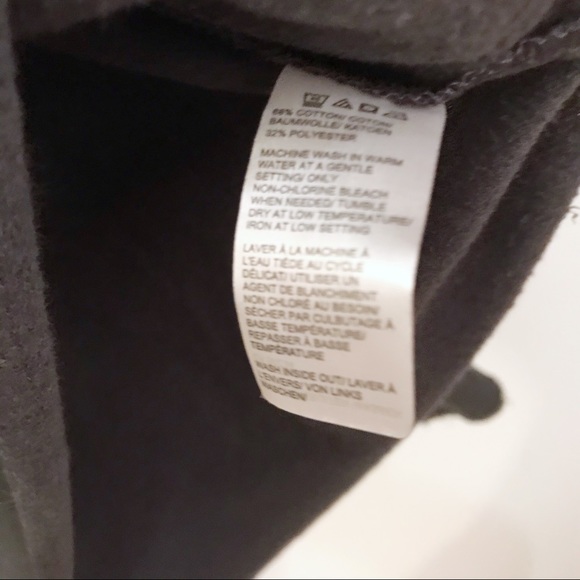 68% COTTON/ COTON/
BAUMWOLLE/ KATOEN
32% POLYESTER
MACHINE WASH IN WARM
WATER AT A GENTLE
SETTING/ ONLY
NON-CHLORINE BLEACH
WHEN NEEDED/ TUMBLE
DRY AT LOW TEMPERATURE/
IRON AT LOW SETTING
LAVER À LA MACHINE À
L'EAU TIÈDE AU CYCLE
DÉLICAT/ UTILISER UN
AGENT DE BLANCHIMENT
NON CHLORÉ AU BESOIN/
SÉCHER PAR CULBUTAGE À
BASSE TEMPÉRATURE/
REPASSER À BASSE
TEMPÉRATURE
WASH INSIDE OUT/ LAVER À
L'ENVERS/ VON LINKS
WASCHEN/